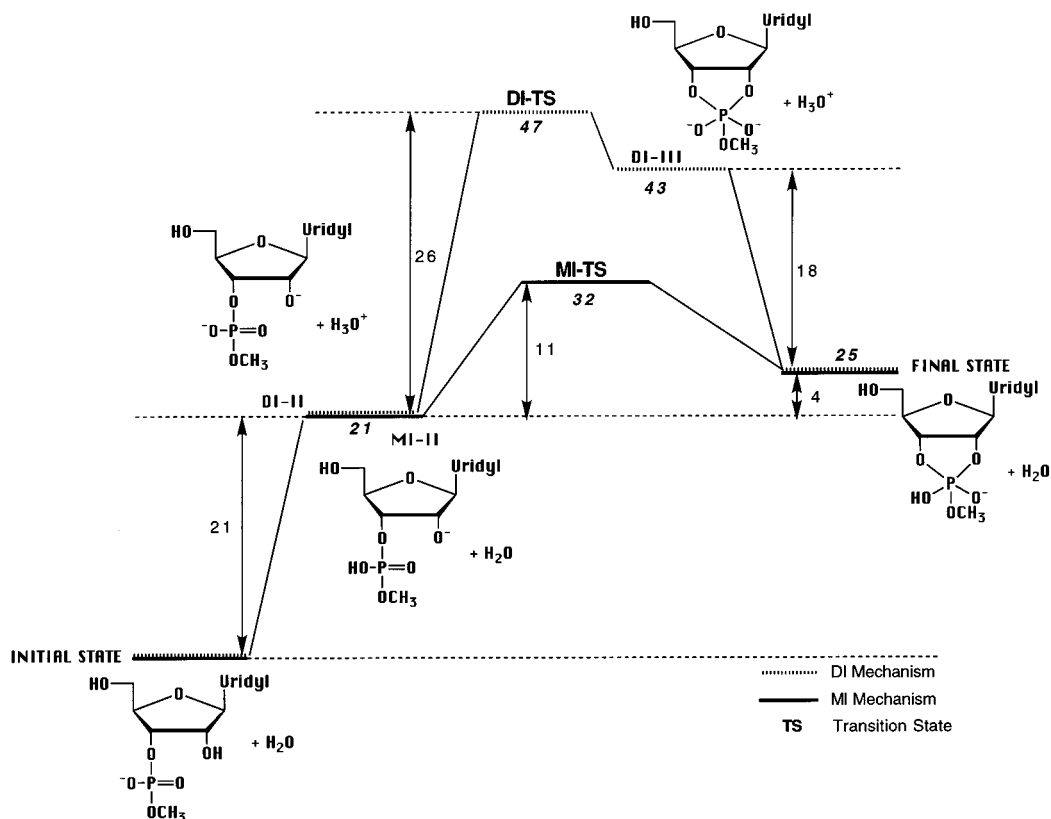 HO
O
Uridyl
O
O
P
⁻O
O⁻
OCH₃
+ H₃O⁺
DI-TS
47
DI-III
43
HO
O
Uridyl
O
O⁻
⁻O-P=O
OCH₃
+ H₃O⁺
26
18
MI-TS
32
11
25
FINAL STATE
4
DI-II
21
MI-II
HO
O
Uridyl
O
O
P
HO
O⁻
OCH₃
+ H₂O
HO
O
Uridyl
O
O⁻
HO-P=O
OCH₃
+ H₂O
21
INITIAL STATE
HO
O
Uridyl
O
OH
⁻O-P=O
OCH₃
+ H₂O
DI Mechanism
MI Mechanism
TS Transition State